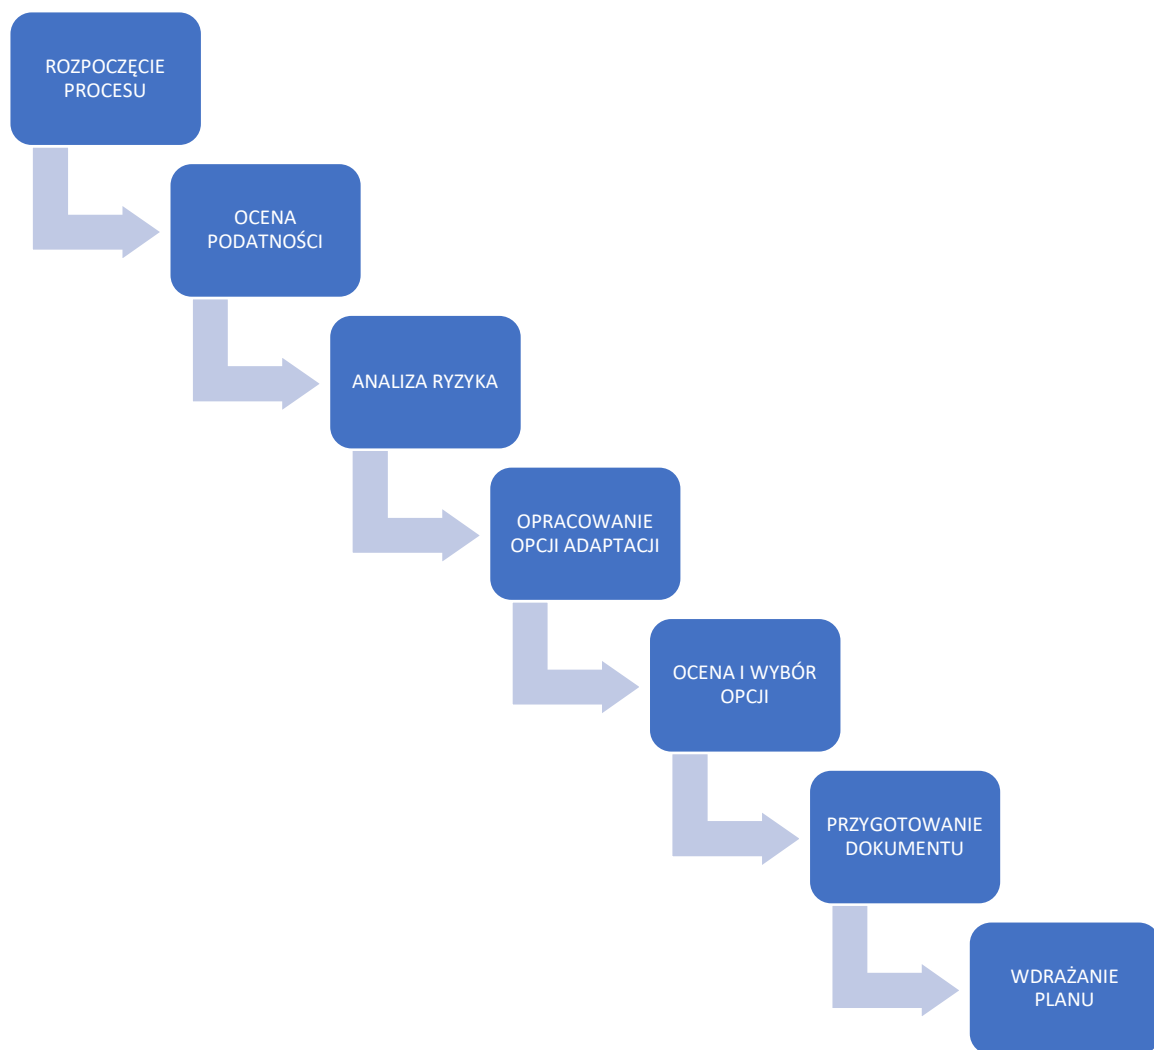 ROZPOCZĘCIE
PROCESU
OCENA
PODATNOŚCI
ANALIZA RYZYKA
OPRACOWANIE
OPCJI ADAPTACJI
OCENA I WYBÓR
OPCJI
PRZYGOTOWANIE
DOKUMENTU
WDRAŻANIE
PLANU